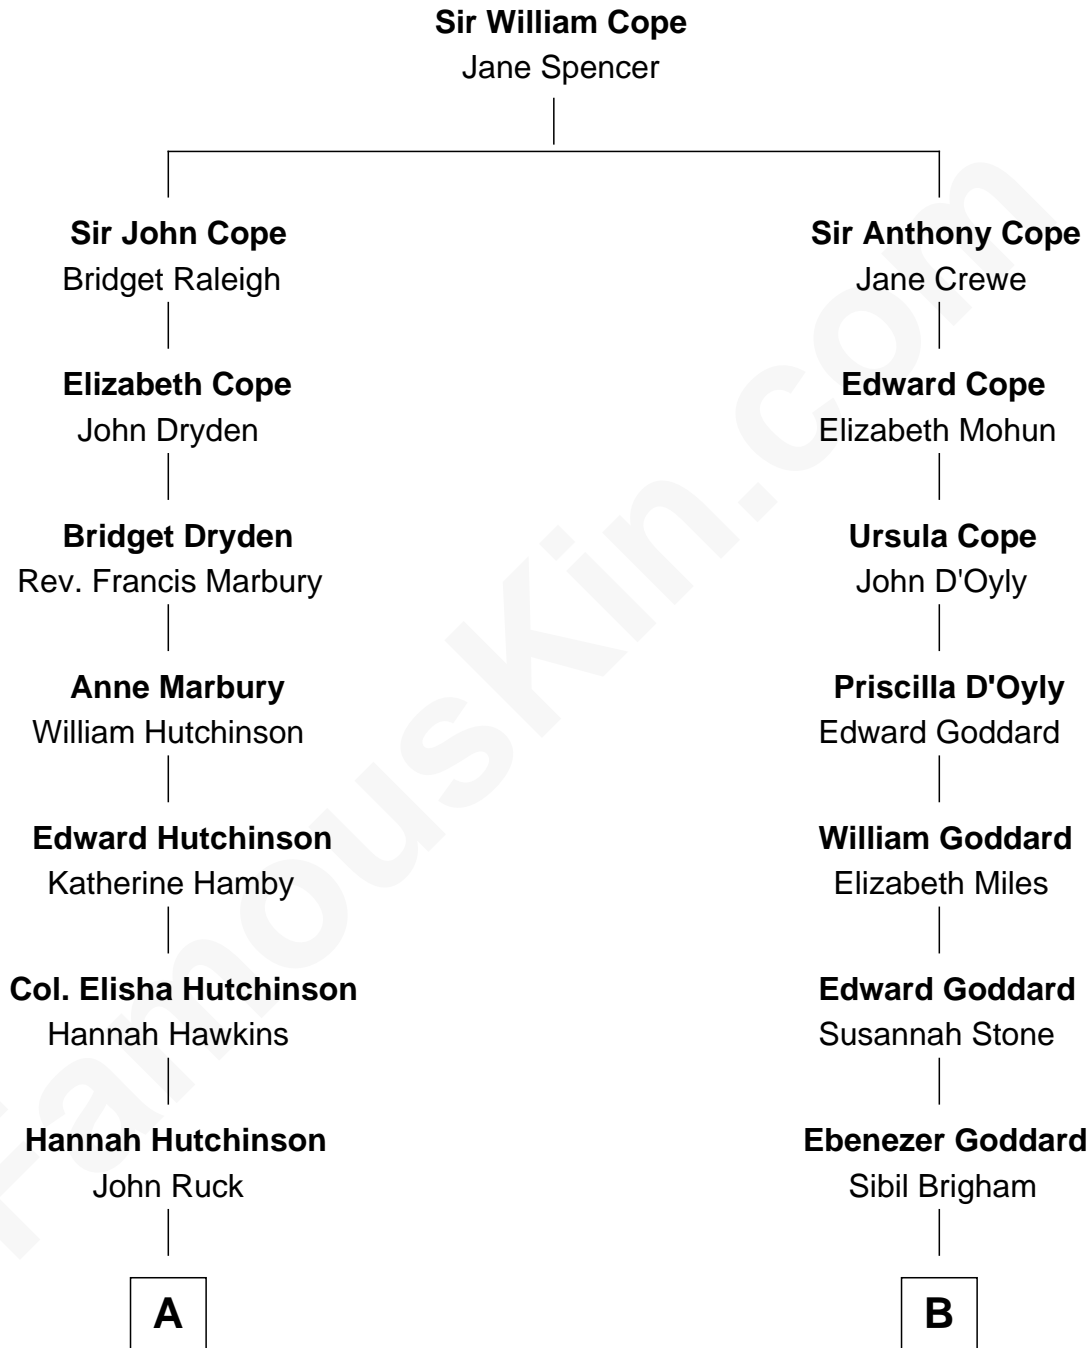 Sir William Cope
Jane Spencer
Sir John Cope
Bridget Raleigh
Sir Anthony Cope
Jane Crewe
Elizabeth Cope
John Dryden
Edward Cope
Elizabeth Mohun
Bridget Dryden
Rev. Francis Marbury
Ursula Cope
John D'Oyly
Anne Marbury
William Hutchinson
Priscilla D'Oyly
Edward Goddard
Edward Hutchinson
Katherine Hamby
William Goddard
Elizabeth Miles
Col. Elisha Hutchinson
Hannah Hawkins
Edward Goddard
Susannah Stone
Hannah Hutchinson
John Ruck
Ebenezer Goddard
Sibil Brigham
A
B
FamousKin.com